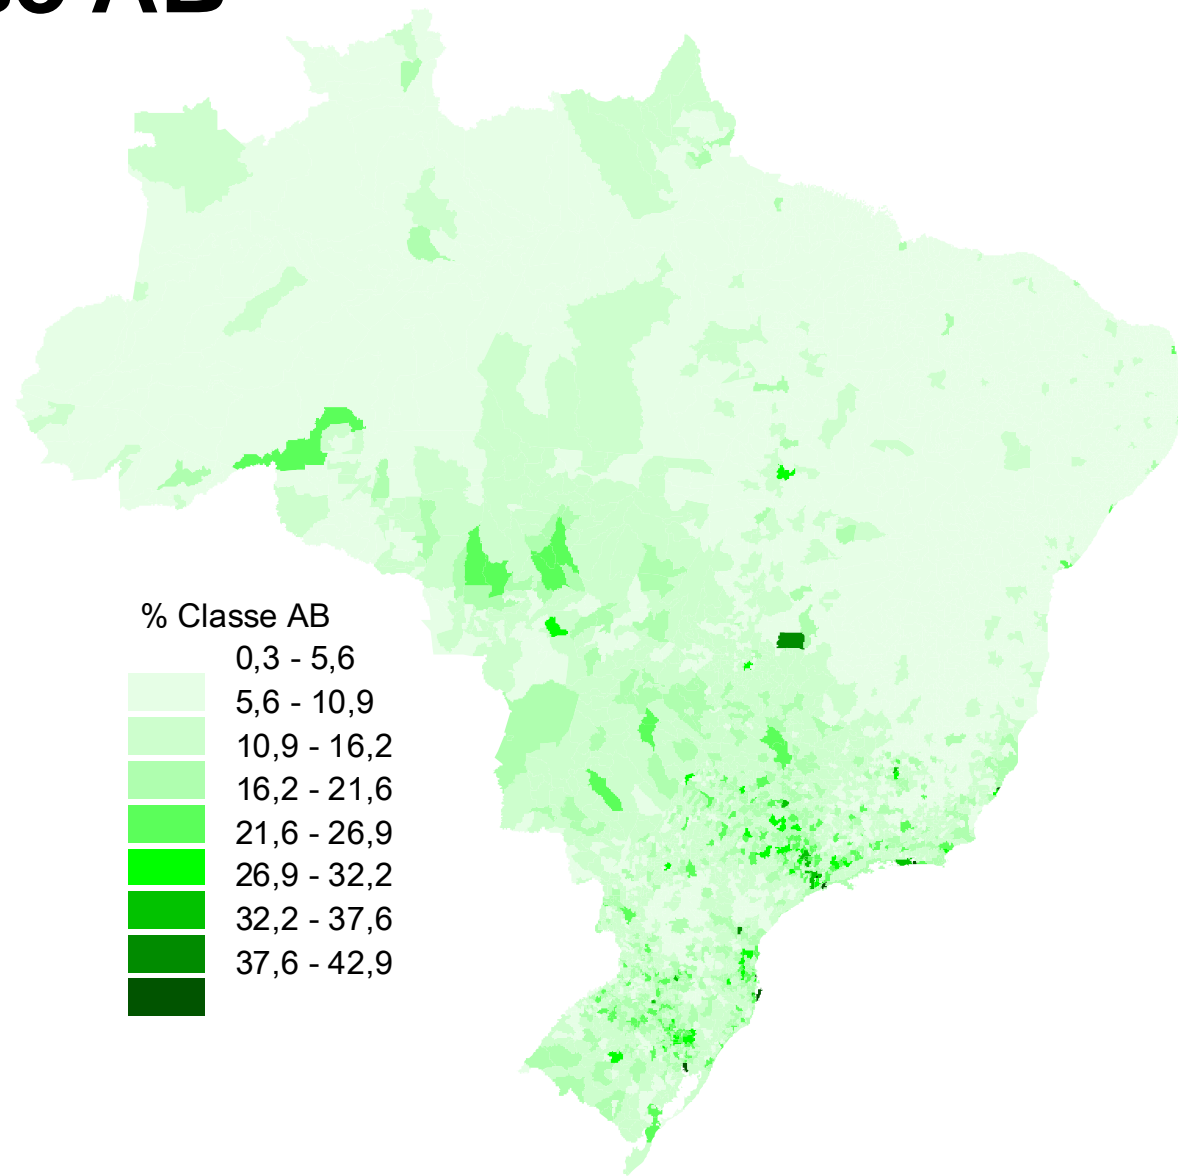 AB
% Classe AB
0,3 - 5,6
5,6 - 10,9
10,9 - 16,2
16,2 - 21,6
21,6 - 26,9
26,9 - 32,2
32,2 - 37,6
37,6 - 42,9